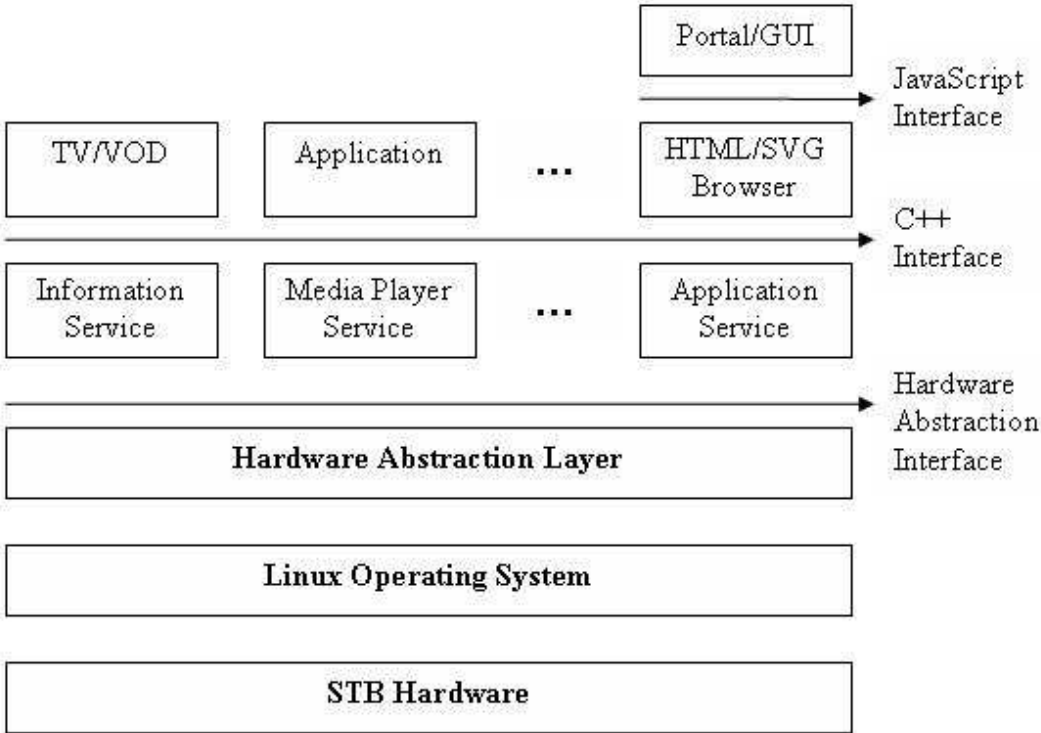 Portal/GUI
JavaScript
Interface
TV/VOD
Application
...
HTML/SVG
Browser
C++
Interface
Information
Service
Media Player
Service
...
Application
Service
Hardware
Abstraction
Interface
Hardware Abstraction Layer
Linux Operating System
STB Hardware